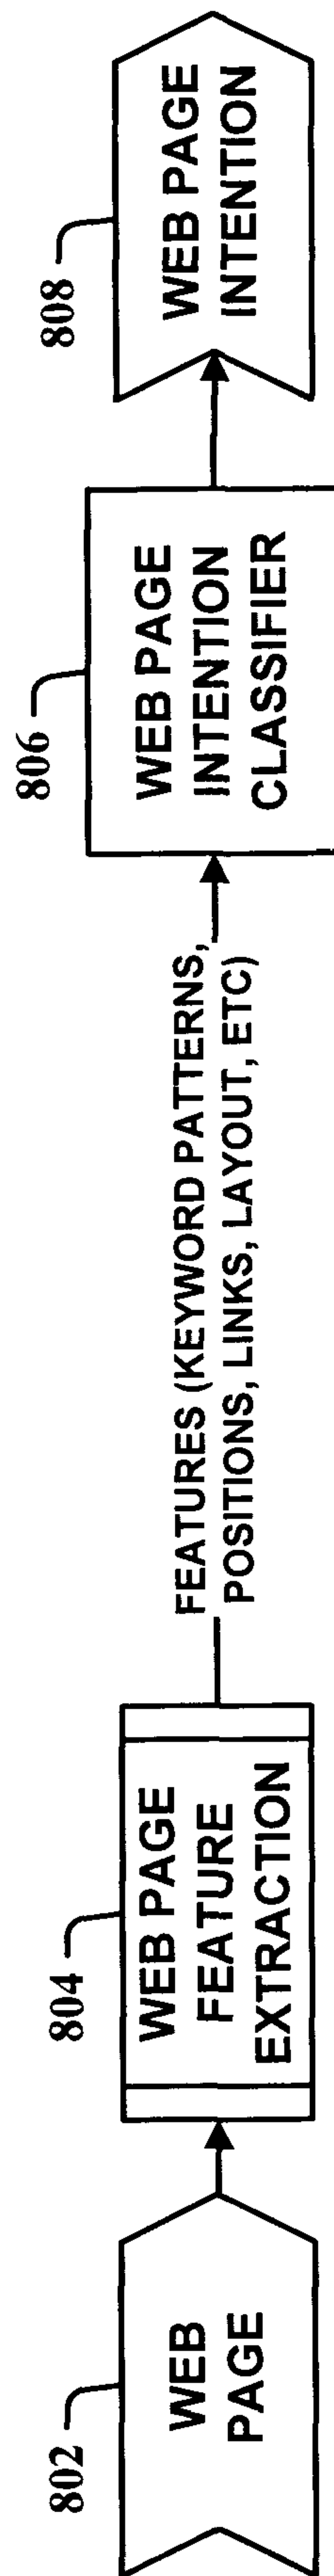 802
WEB
PAGE
804
WEB PAGE
FEATURE
EXTRACTION
FEATURES (KEYWORD PATTERNS,
POSITIONS, LINKS, LAYOUT, ETC)
806
WEB PAGE
INTENTION
CLASSIFIER
808
WEB PAGE
INTENTION